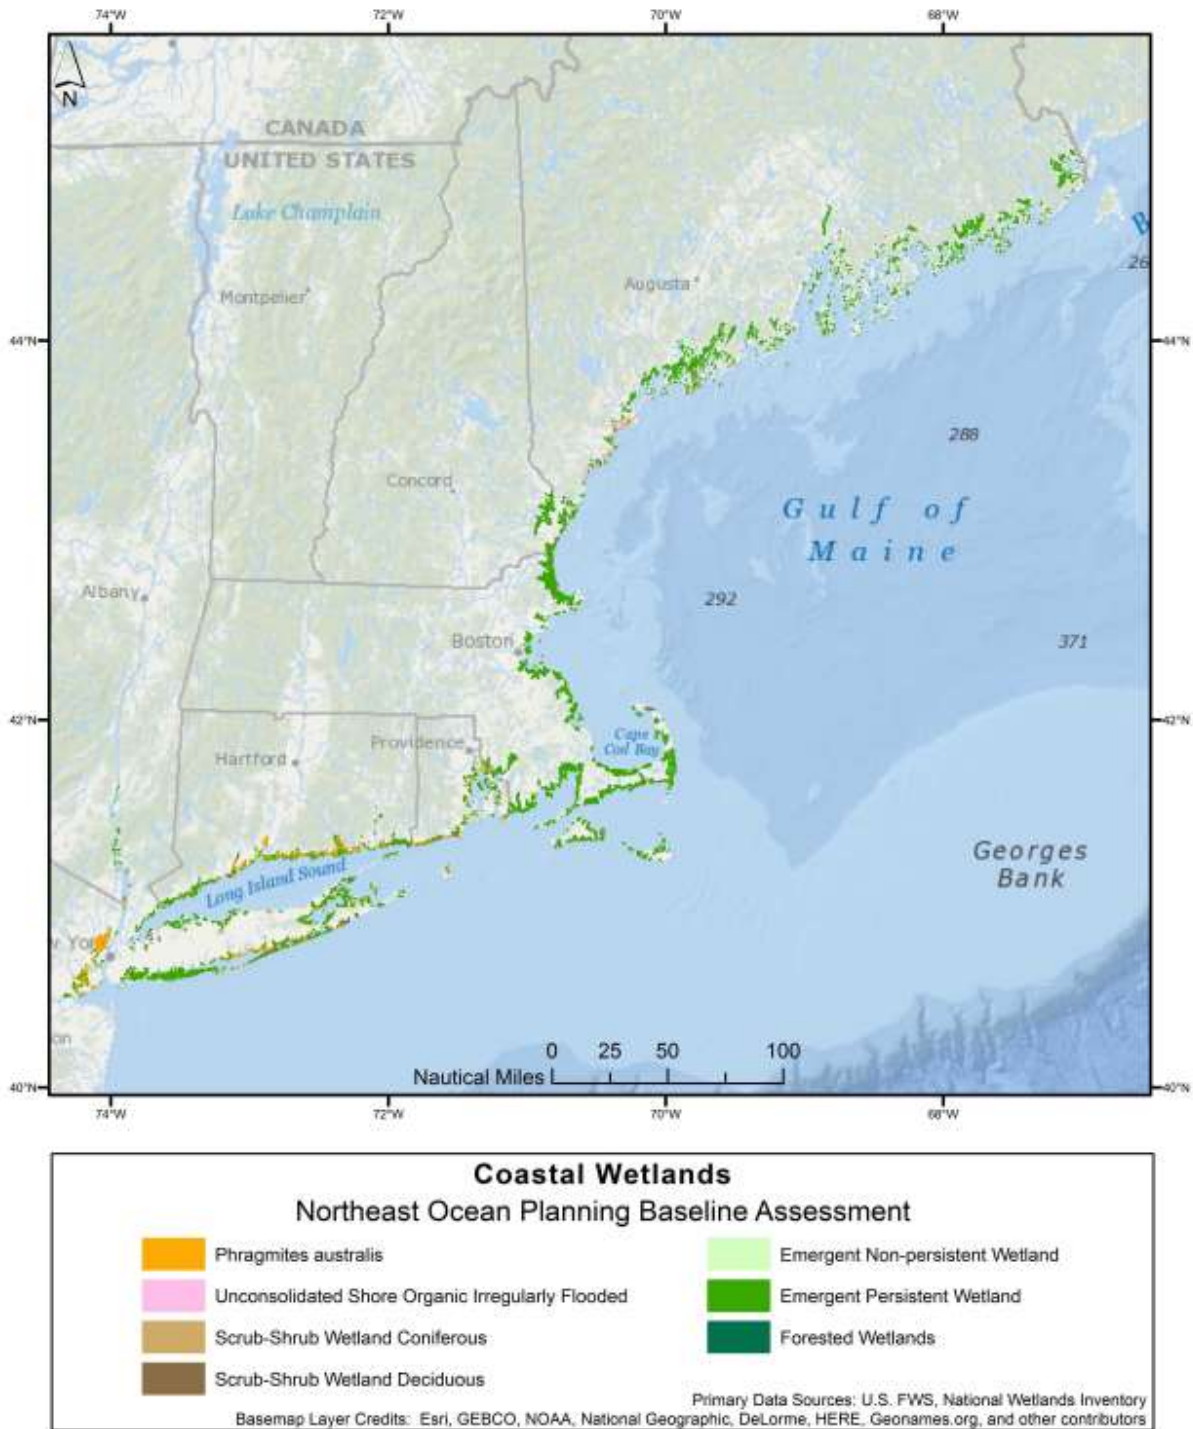 74°W 72°W 70°W 68°W
N
CANADA
UNITED STATES
Lake Champlain
B
26
Augusta
Montpelier
44°N 44°N
288
Concord
Gulf of
Maine
Albany
292
Boston
371
42°N 42°N
Cape
Cod Bay
Providence
Hartford
Georges
Bank
Long Island Sound
w York
on
0 25 50 100
Nautical Miles
40°N 40°N
74°W 72°W 70°W 68°W
Coastal Wetlands
Northeast Ocean Planning Baseline Assessment
Phragmites australis
Unconsolidated Shore Organic Irregularly Flooded
Scrub-Shrub Wetland Coniferous
Scrub-Shrub Wetland Deciduous
Emergent Non-persistent Wetland
Emergent Persistent Wetland
Forested Wetlands
Primary Data Sources: U.S. FWS, National Wetlands Inventory
Basemap Layer Credits: Esri, GEBCO, NOAA, National Geographic, DeLorme, HERE, Geonames.org, and other contributors